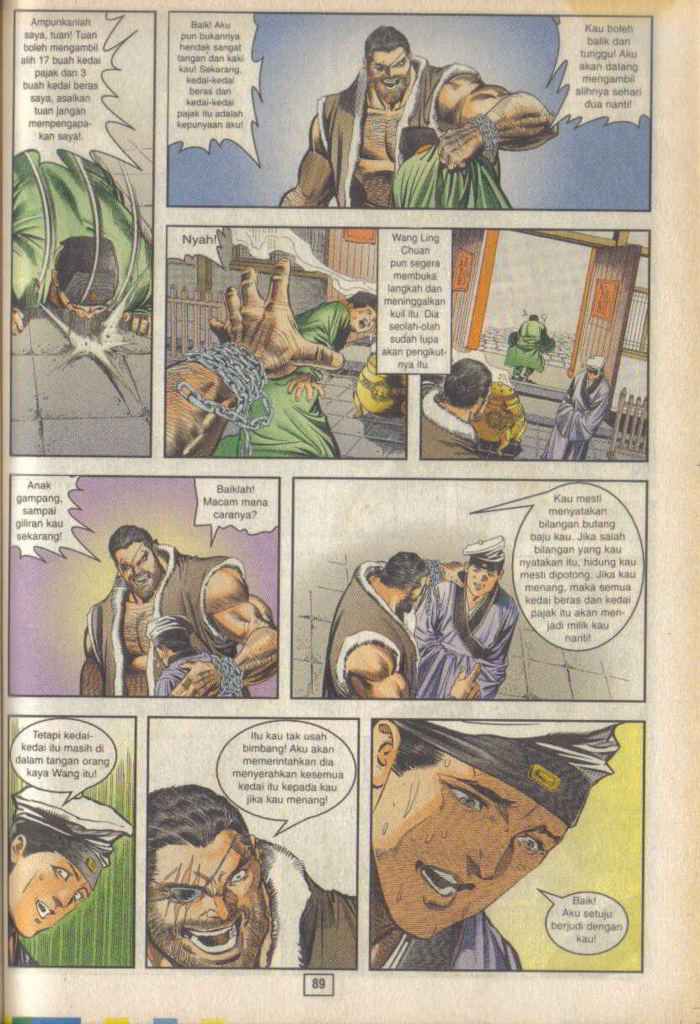 Ampunkanlah
saya, tuan! Tuan
boleh mengambil
alih 17 buah kedai
pajak dan 3
buah kedai beras
saya, asalkan
tuan jangan
mempengapa-
kan saya!
Baik! Aku
pun bukannya
hendak sangat
tangan dan kaki
kau! Sekarang,
kedai-kedai
beras dan
kedai-kedai
pajak itu adalah
kepunyaan aku!
Kau boleh
balik dan
tunggu! Aku
akan datang
mengambil
alihnya sehari
dua nanti!
Nyah!
Wang Ling
Chuan
pun segera
membuka
langkah dan
meninggalkan
kuil itu. Dia
seolah-olah
sudah lupa
akan pengikut-
nya itu.
Anak
gampang,
sampai
giliran kau
sekarang!
Baiklah!
Macam mana
caranya?
Kau mesti
menyatakan
bilangan butang
baju kau. Jika salah
bilangan yang kau
nyatakan itu, hidung kau
mesti dipotong. Jika kau
menang, maka semua
kedai beras dan kedai
pajak itu akan men-
jadi milik kau
nanti!
Tetapi kedai-
kedai itu masih di
dalam tangan orang
kaya Wang itu!
Itu kau tak usah
bimbang! Aku akan
memerintahkan dia
menyerahkan kesemua
kedai itu kepada kau
jika kau menang!
Baik!
Aku setuju
berjudi dengan
kau!
89